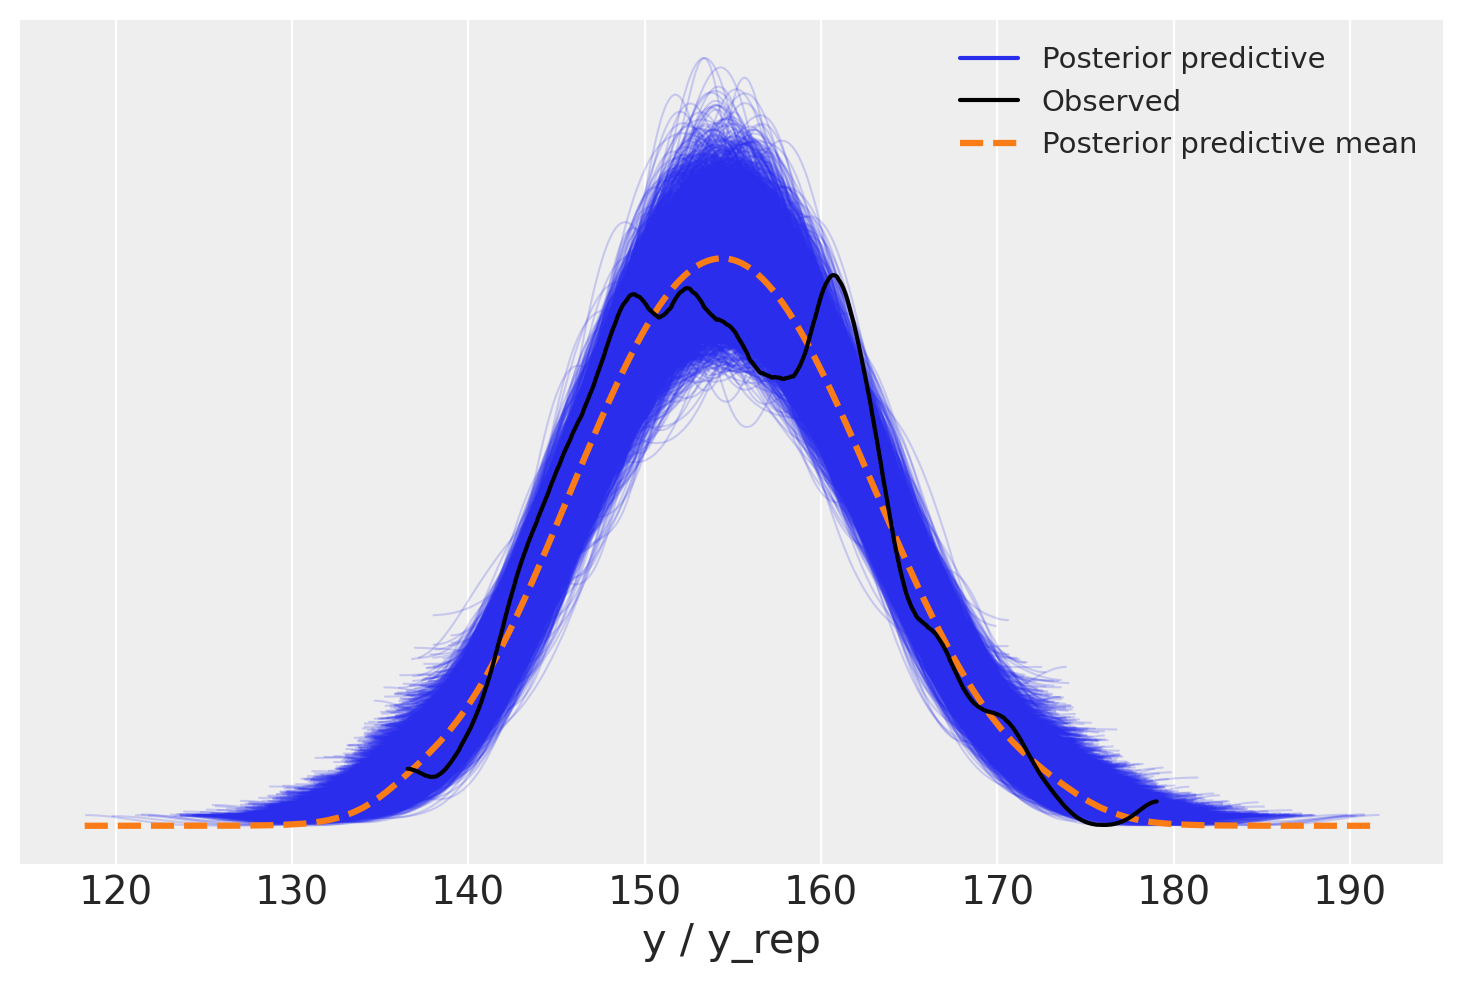 Posterior predictive
Observed
Posterior predictive mean
120 130 140 150 160 170 180 190
y / y_rep